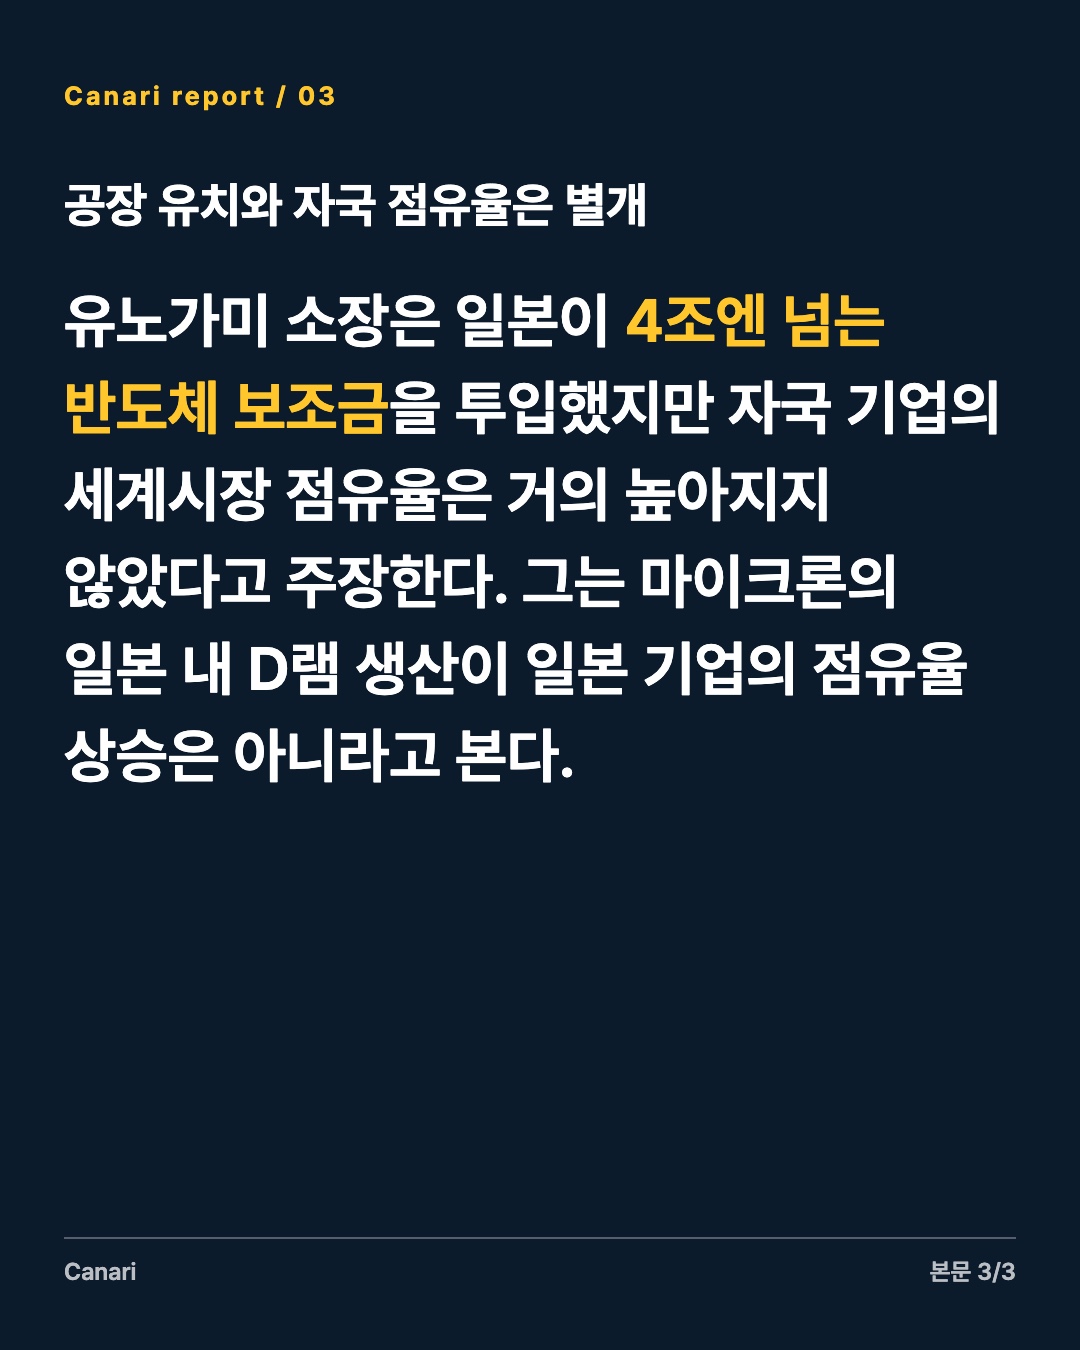 Canari report / 03
공장 유치와 자국 점유율은 별개
유노가미 소장은 일본이 4조엔 넘는
반도체 보조금을 투입했지만 자국 기업의
세계시장 점유율은 거의 높아지지
않았다고 주장한다. 그는 마이크론의
일본 내 D램 생산이 일본 기업의 점유율
상승은 아니라고 본다.
Canari
본문 3/3